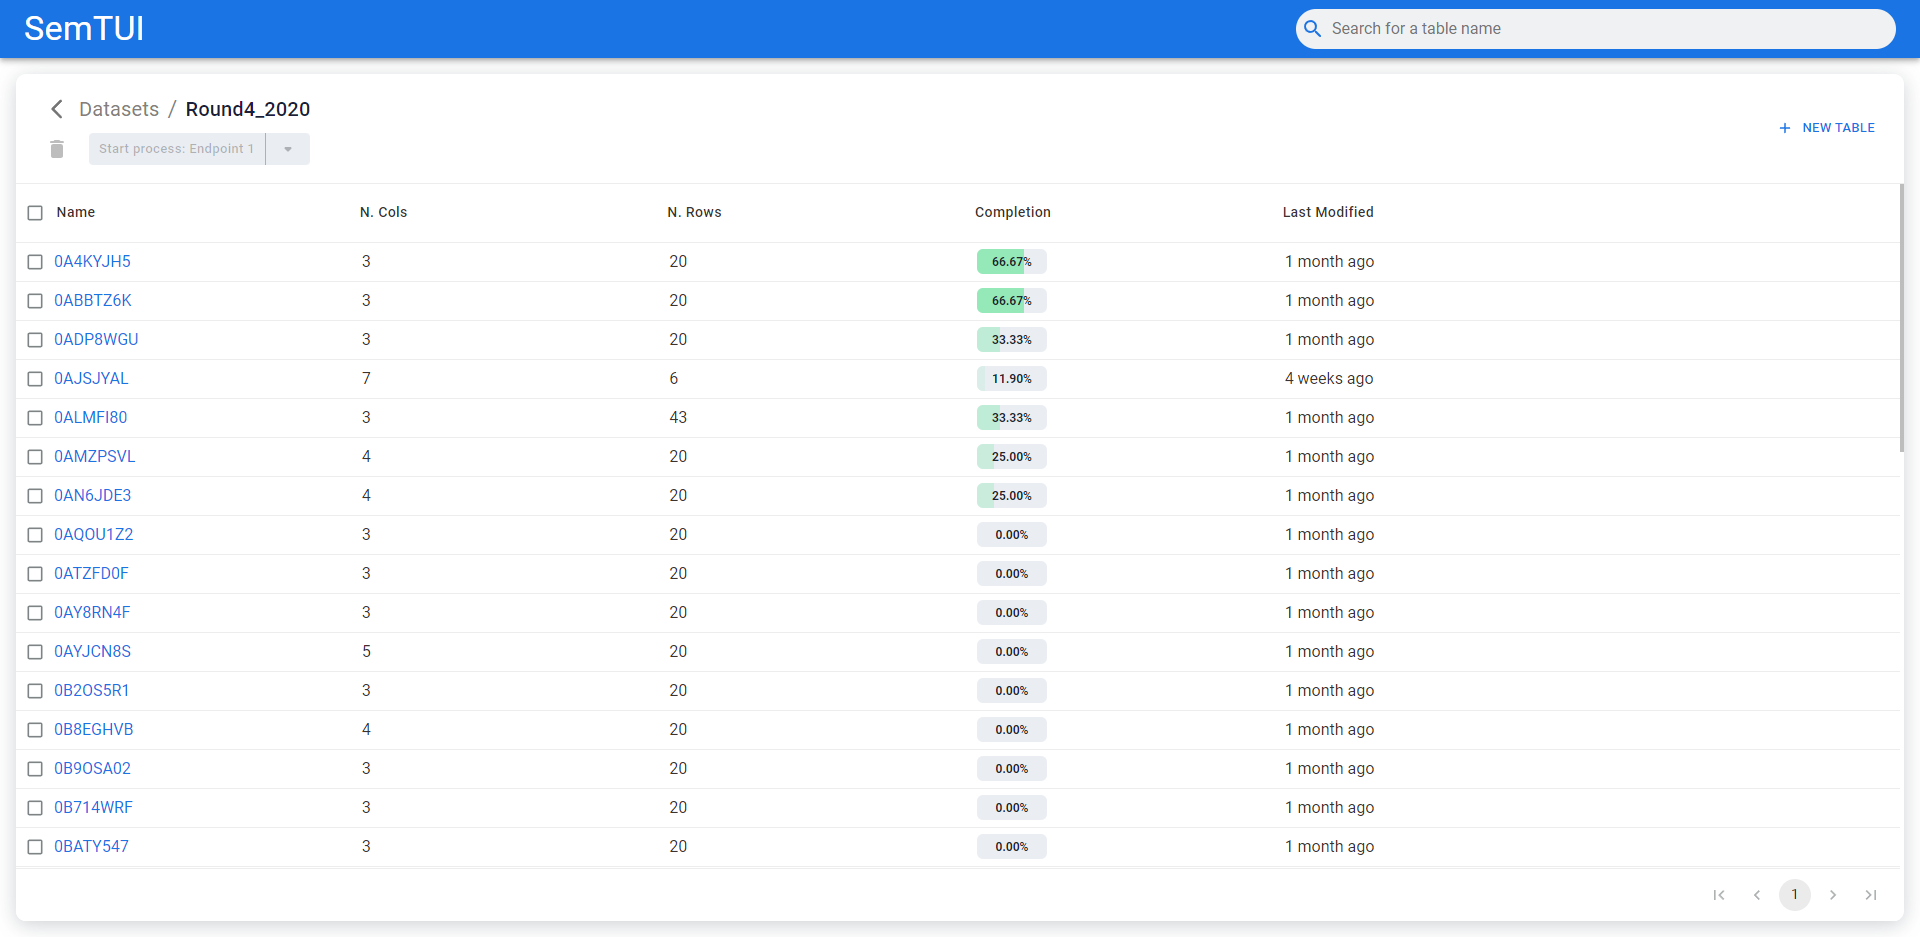 SemTUI
Search for a table name
Datasets / Round4_2020
Start process: Endpoint 1
+ NEW TABLE
Name N. Cols N. Rows Completion Last Modified
0A4KYJH5 3 20 66.67% 1 month ago
0ABBTZ6K 3 20 66.67% 1 month ago
0ADP8WGU 3 20 33.33% 1 month ago
0AJSJYAL 7 6 11.90% 4 weeks ago
0ALMFI80 3 43 33.33% 1 month ago
0AMZPSVL 4 20 25.00% 1 month ago
0AN6JDE3 4 20 25.00% 1 month ago
0AQOU1Z2 3 20 0.00% 1 month ago
0ATZFD0F 3 20 0.00% 1 month ago
0AY8RN4F 3 20 0.00% 1 month ago
0AYJCN8S 5 20 0.00% 1 month ago
0B2OS5R1 3 20 0.00% 1 month ago
0B8EGHVB 4 20 0.00% 1 month ago
0B9OSA02 3 20 0.00% 1 month ago
0B714WRF 3 20 0.00% 1 month ago
0BATY547 3 20 0.00% 1 month ago
1